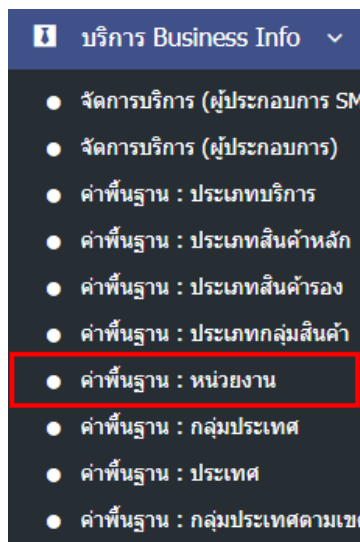 บริการ Business Info
จัดการบริการ (ผู้ประกอบการ SM
จัดการบริการ (ผู้ประกอบการ)
ค่าพื้นฐาน : ประเภทบริการ
ค่าพื้นฐาน : ประเภทสินค้าหลัก
ค่าพื้นฐาน : ประเภทสินค้ารอง
ค่าพื้นฐาน : ประเภทกลุ่มสินค้า
ค่าพื้นฐาน : หน่วยงาน
ค่าพื้นฐาน : กลุ่มประเทศ
ค่าพื้นฐาน : ประเทศ
ค่าพื้นฐาน : กลุ่มประเทศตามเขต